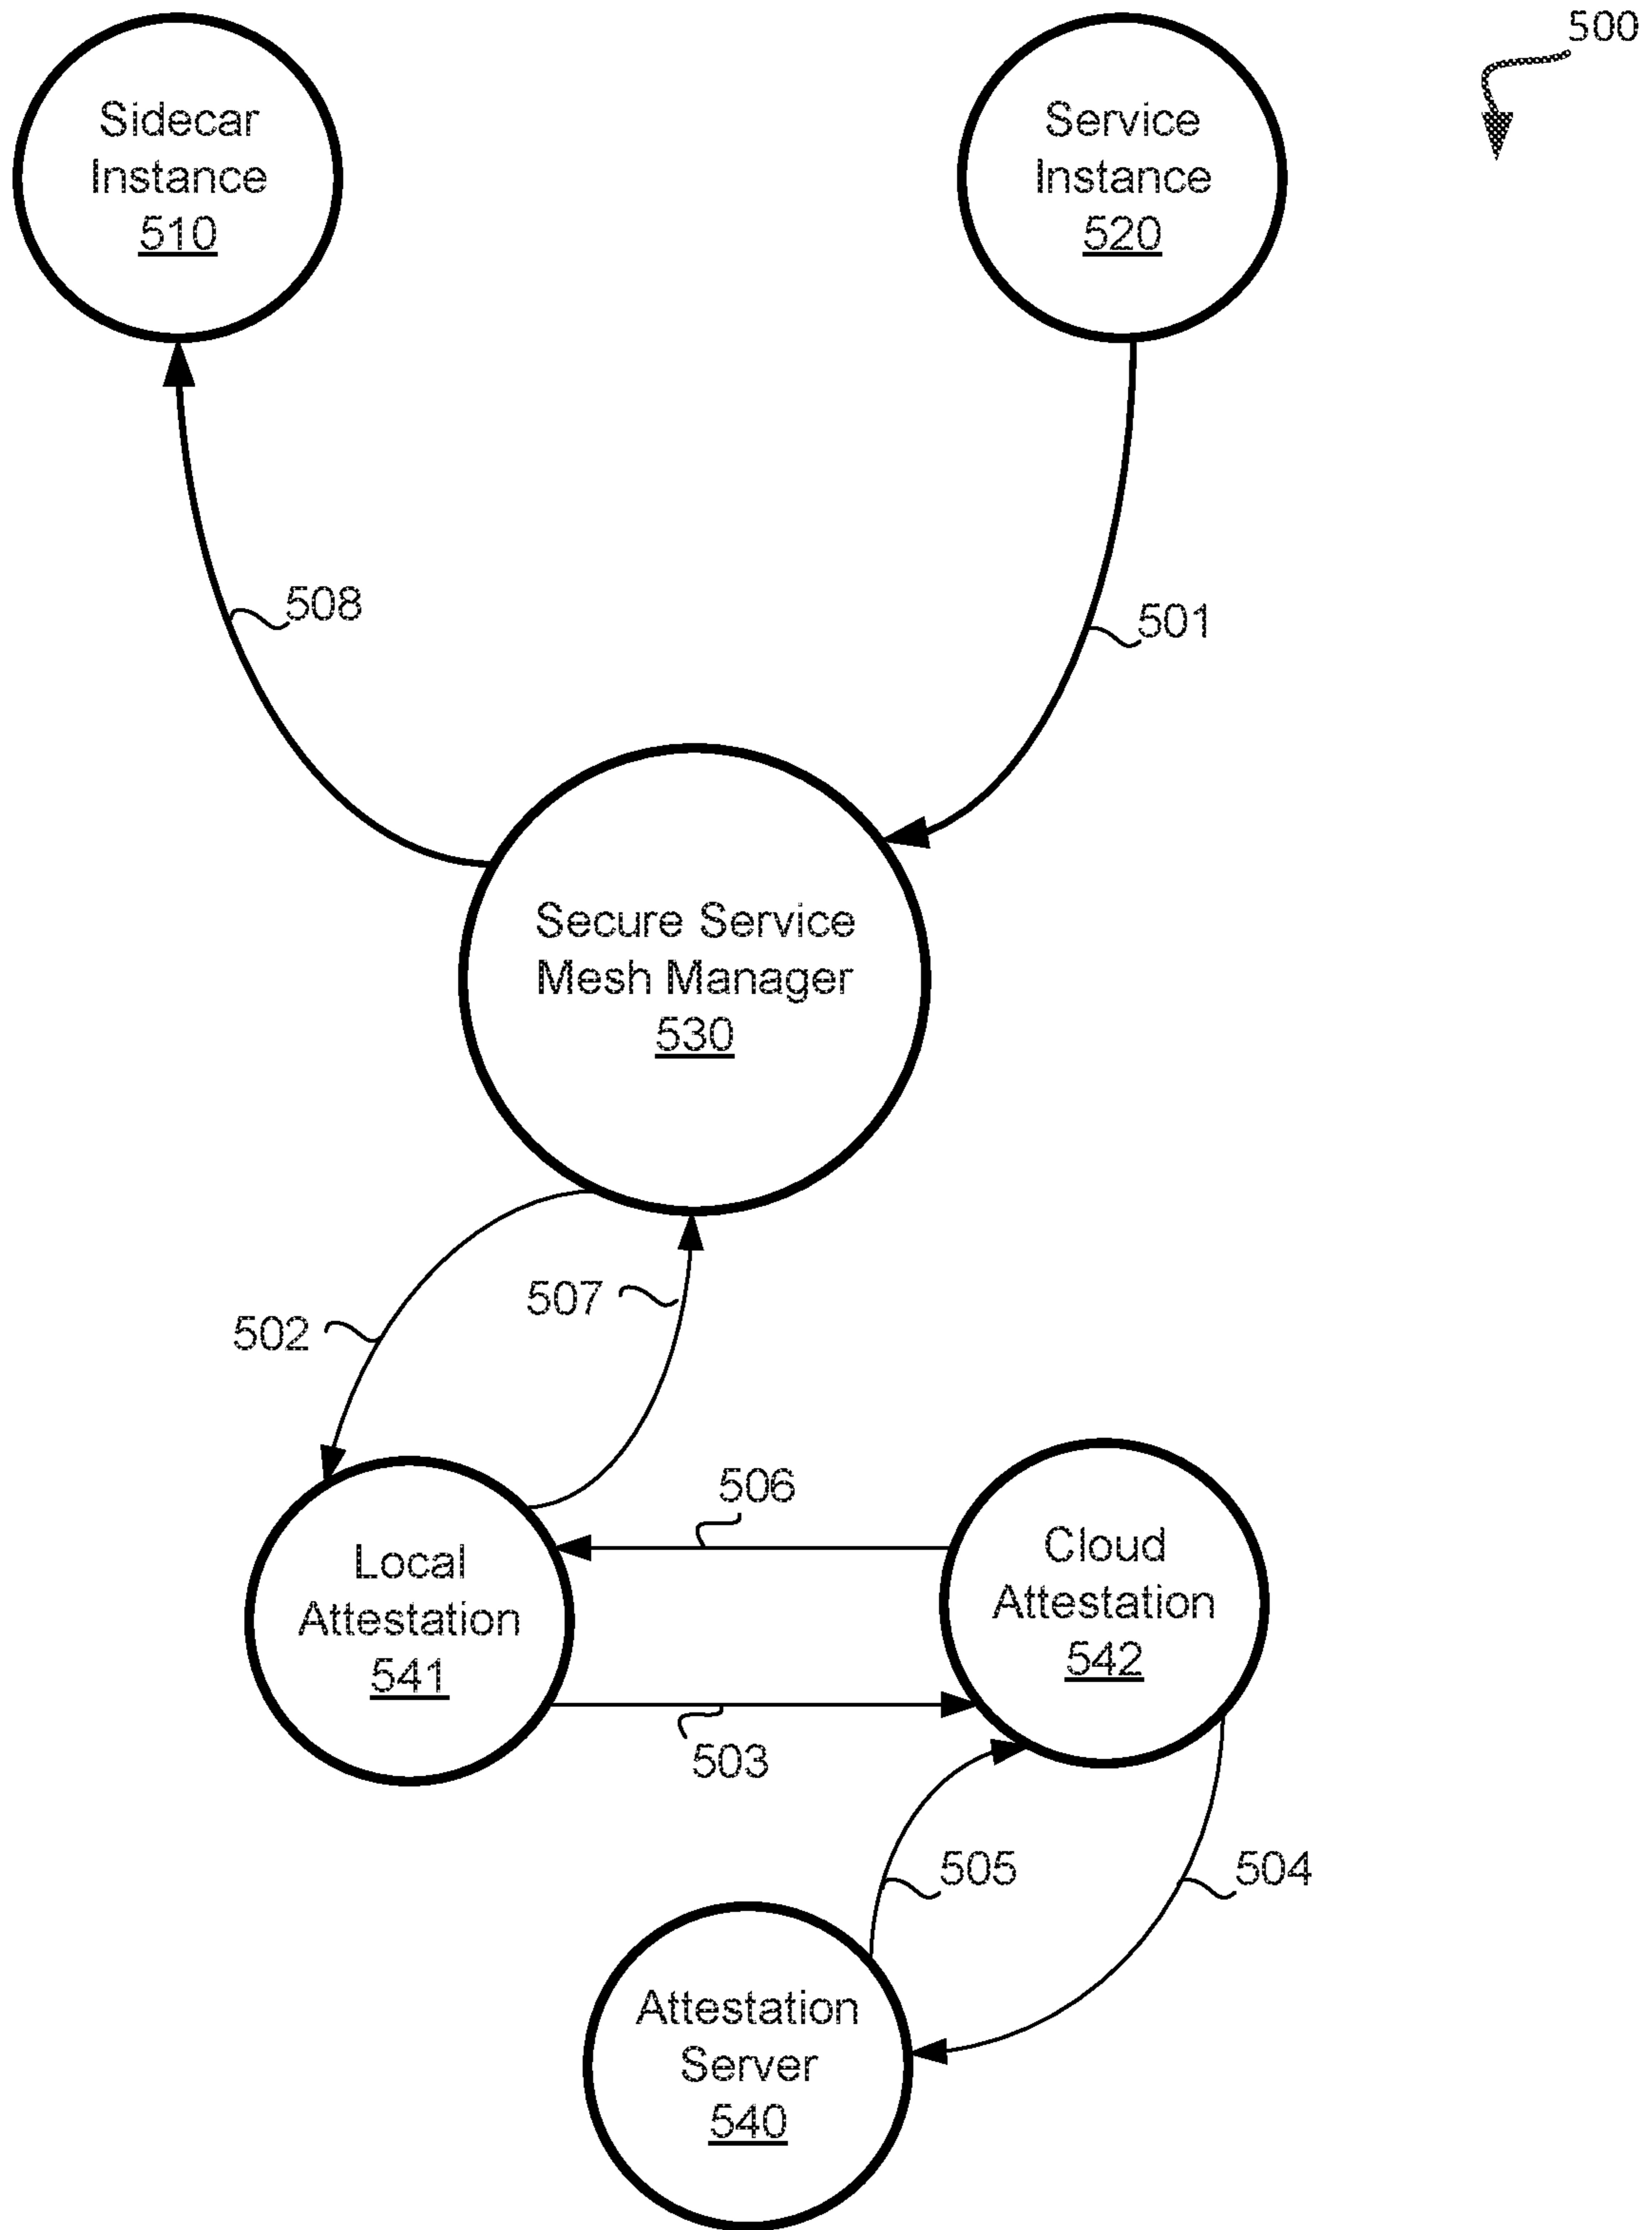 500
Sidecar
Instance
510
Service
Instance
520
508
501
Secure Service
Mesh Manager
530
507
502
506
Local
Attestation
541
Cloud
Attestation
542
503
505
504
Attestation
Server
540